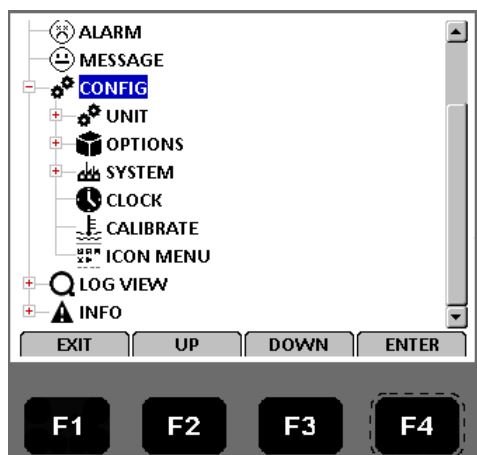 ALARM
MESSAGE
CONFIG
UNIT
OPTIONS
SYSTEM
CLOCK
CALIBRATE
ICON MENU
LOG VIEW
INFO
EXIT UP DOWN ENTER
F1 F2 F3 F4